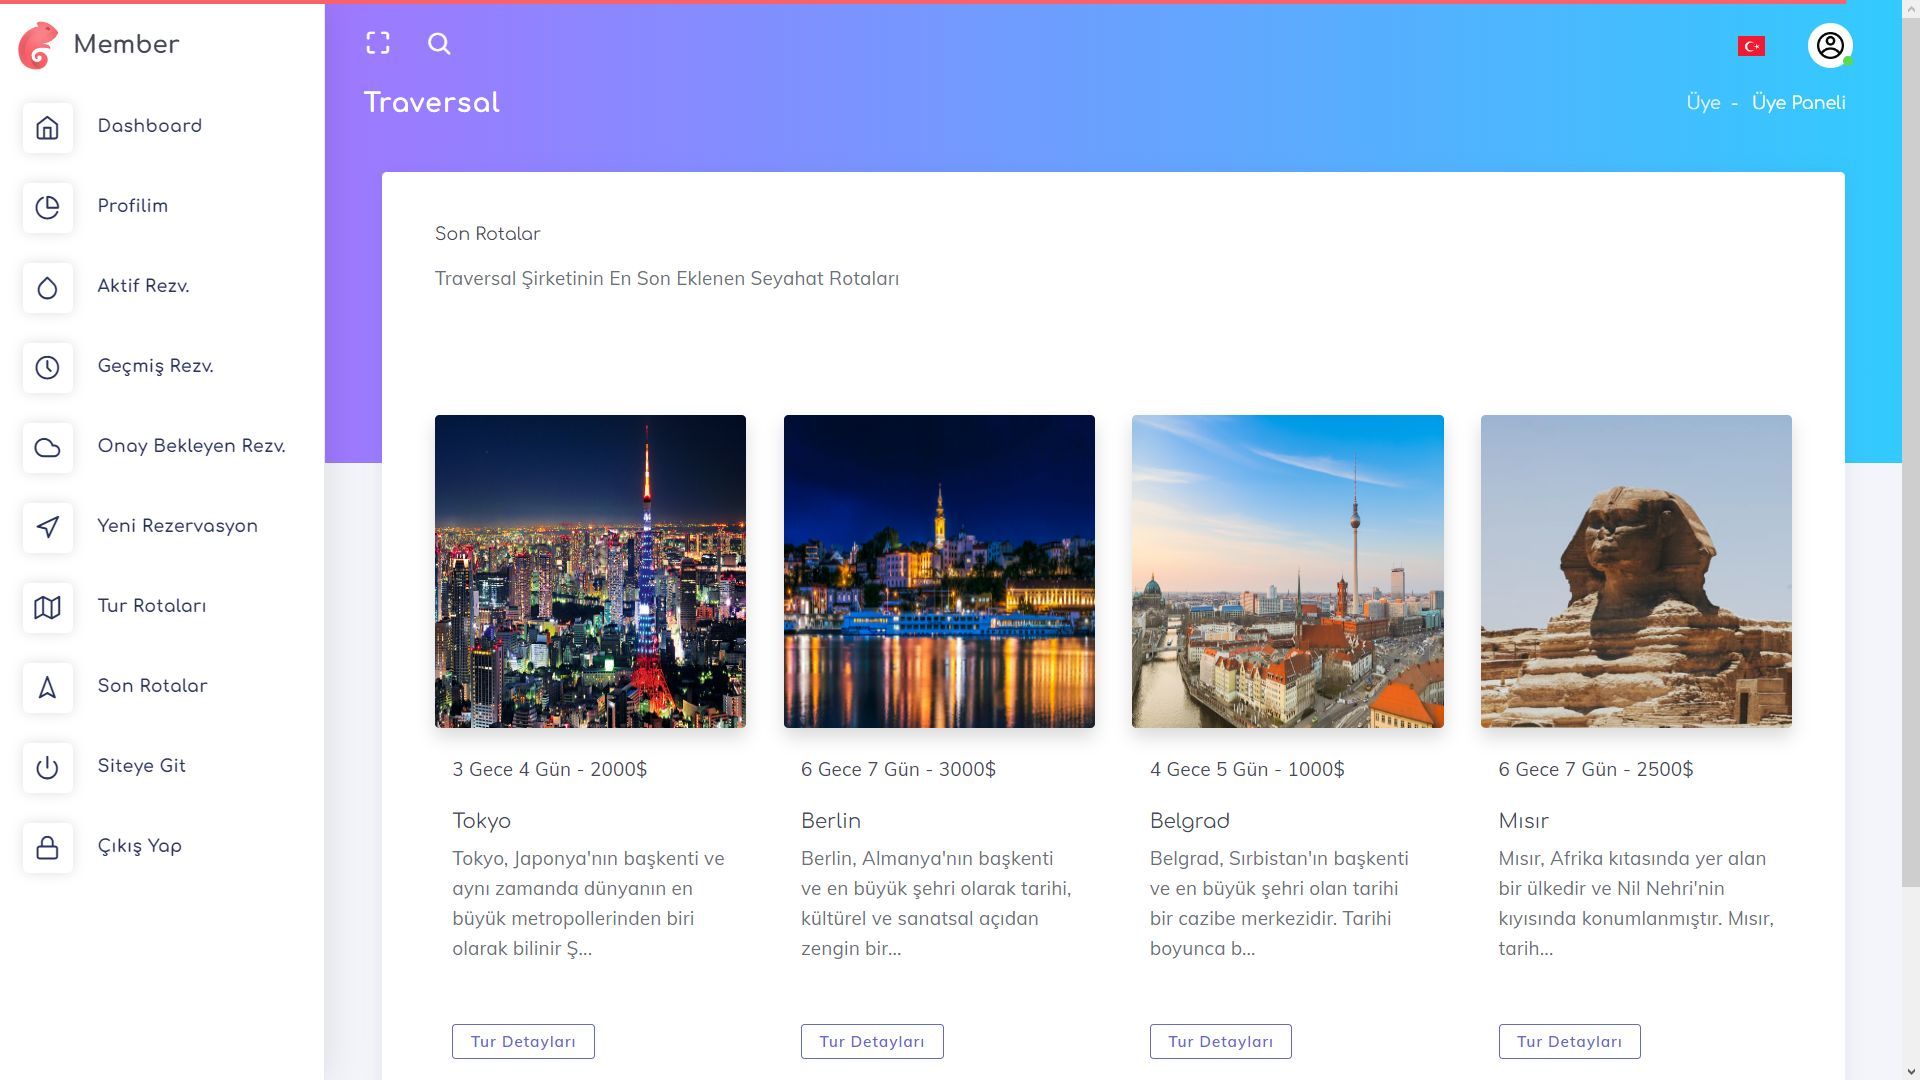 Member
Dashboard
Profilim
Aktif Rezv.
Geçmiş Rezv.
Onay Bekleyen Rezv.
Yeni Rezervasyon
Tur Rotaları
Son Rotalar
Siteye Git
Çıkış Yap
Traversal
Üye - Üye Paneli
Son Rotalar
Traversal Şirketinin En Son Eklenen Seyahat Rotaları
3 Gece 4 Gün - 2000$
Tokyo
Tokyo, Japonya'nın başkenti ve
aynı zamanda dünyanın en
büyük metropollerinden biri
olarak bilinir Ş...
Tur Detayları
6 Gece 7 Gün - 3000$
Berlin
Berlin, Almanya'nın başkenti
ve en büyük şehri olarak tarihi,
kültürel ve sanatsal açıdan
zengin bir...
Tur Detayları
4 Gece 5 Gün - 1000$
Belgrad
Belgrad, Sırbistan'ın başkenti
ve en büyük şehri olan tarihi
bir cazibe merkezidir. Tarihi
boyunca b...
Tur Detayları
6 Gece 7 Gün - 2500$
Mısır
Mısır, Afrika kıtasında yer alan
bir ülkedir ve Nil Nehri'nin
kıyısında konumlanmıştır. Mısır,
tarih...
Tur Detayları